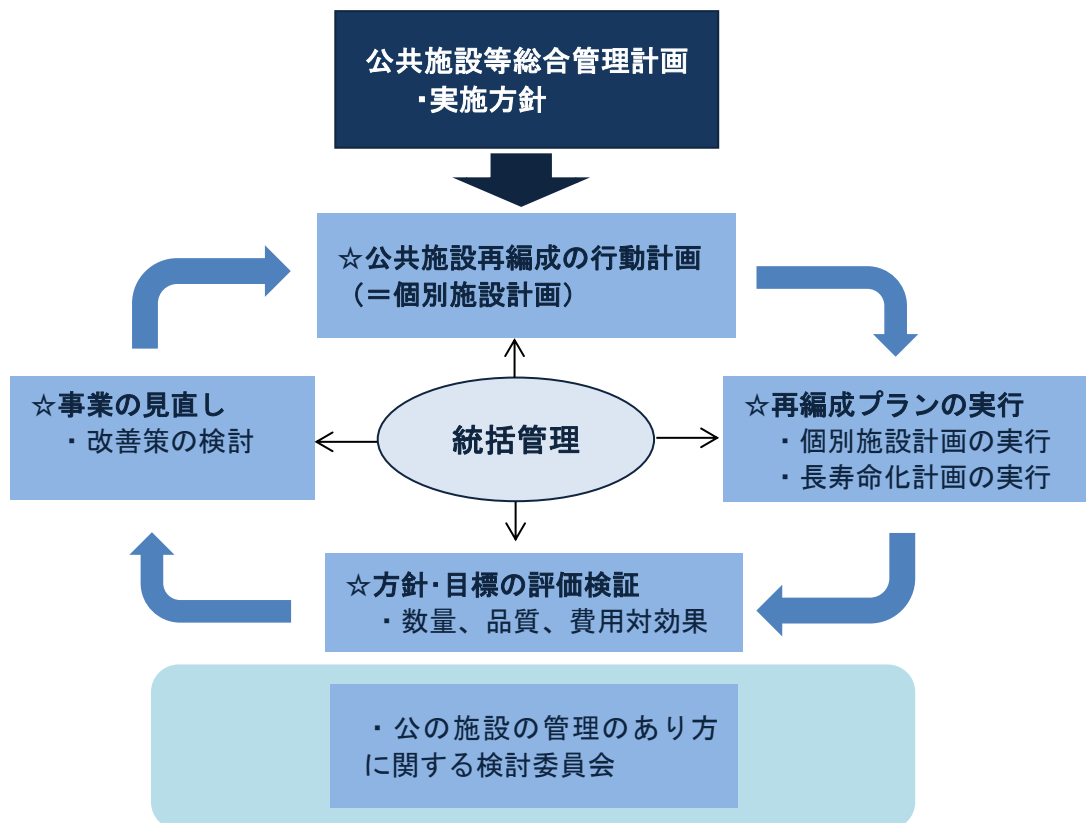 公共施設等総合管理計画
・実施方針
☆公共施設再編成の行動計画
(=個別施設計画)
☆事業の見直し
・改善策の検討
統括管理
☆再編成プランの実行
・個別施設計画の実行
・長寿命化計画の実行
☆方針・目標の評価検証
・数量、品質、費用対効果
・公の施設の管理のあり方
に関する検討委員会